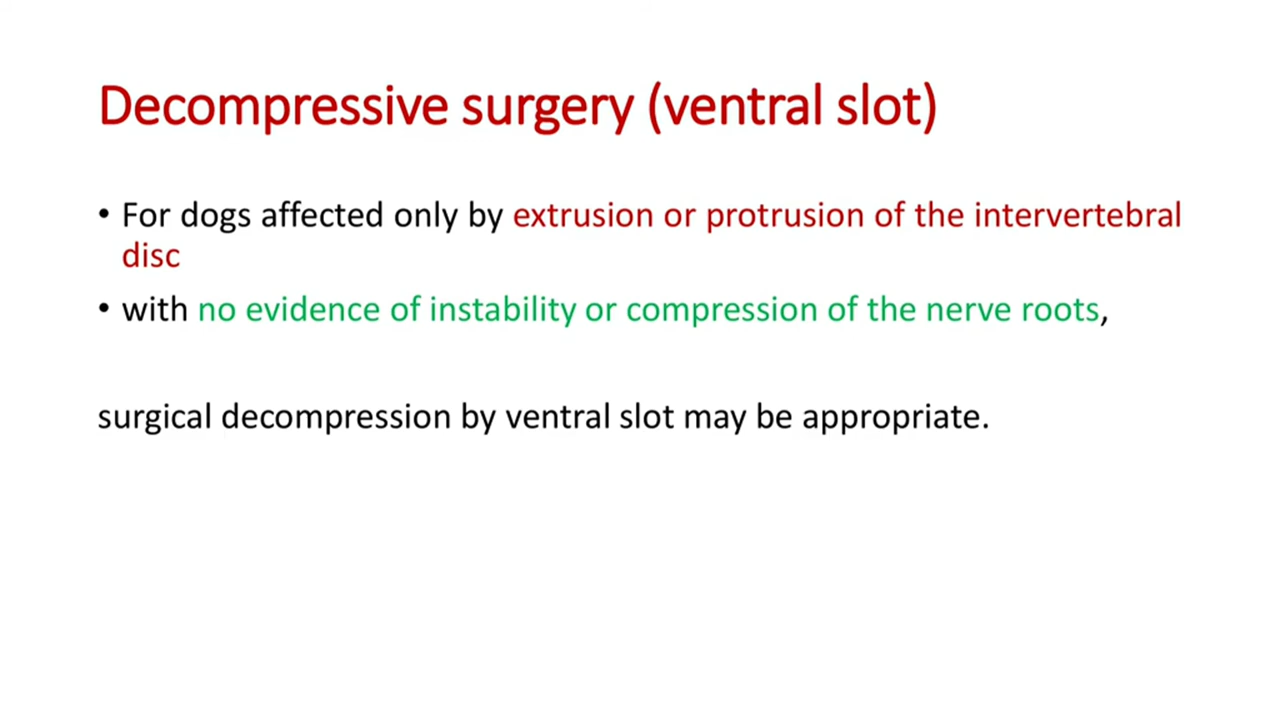 Decompressive surgery (ventral slot)
• For dogs affected only by extrusion or protrusion of the intervertebral
disc
• with no evidence of instability or compression of the nerve roots,
surgical decompression by ventral slot may be appropriate.